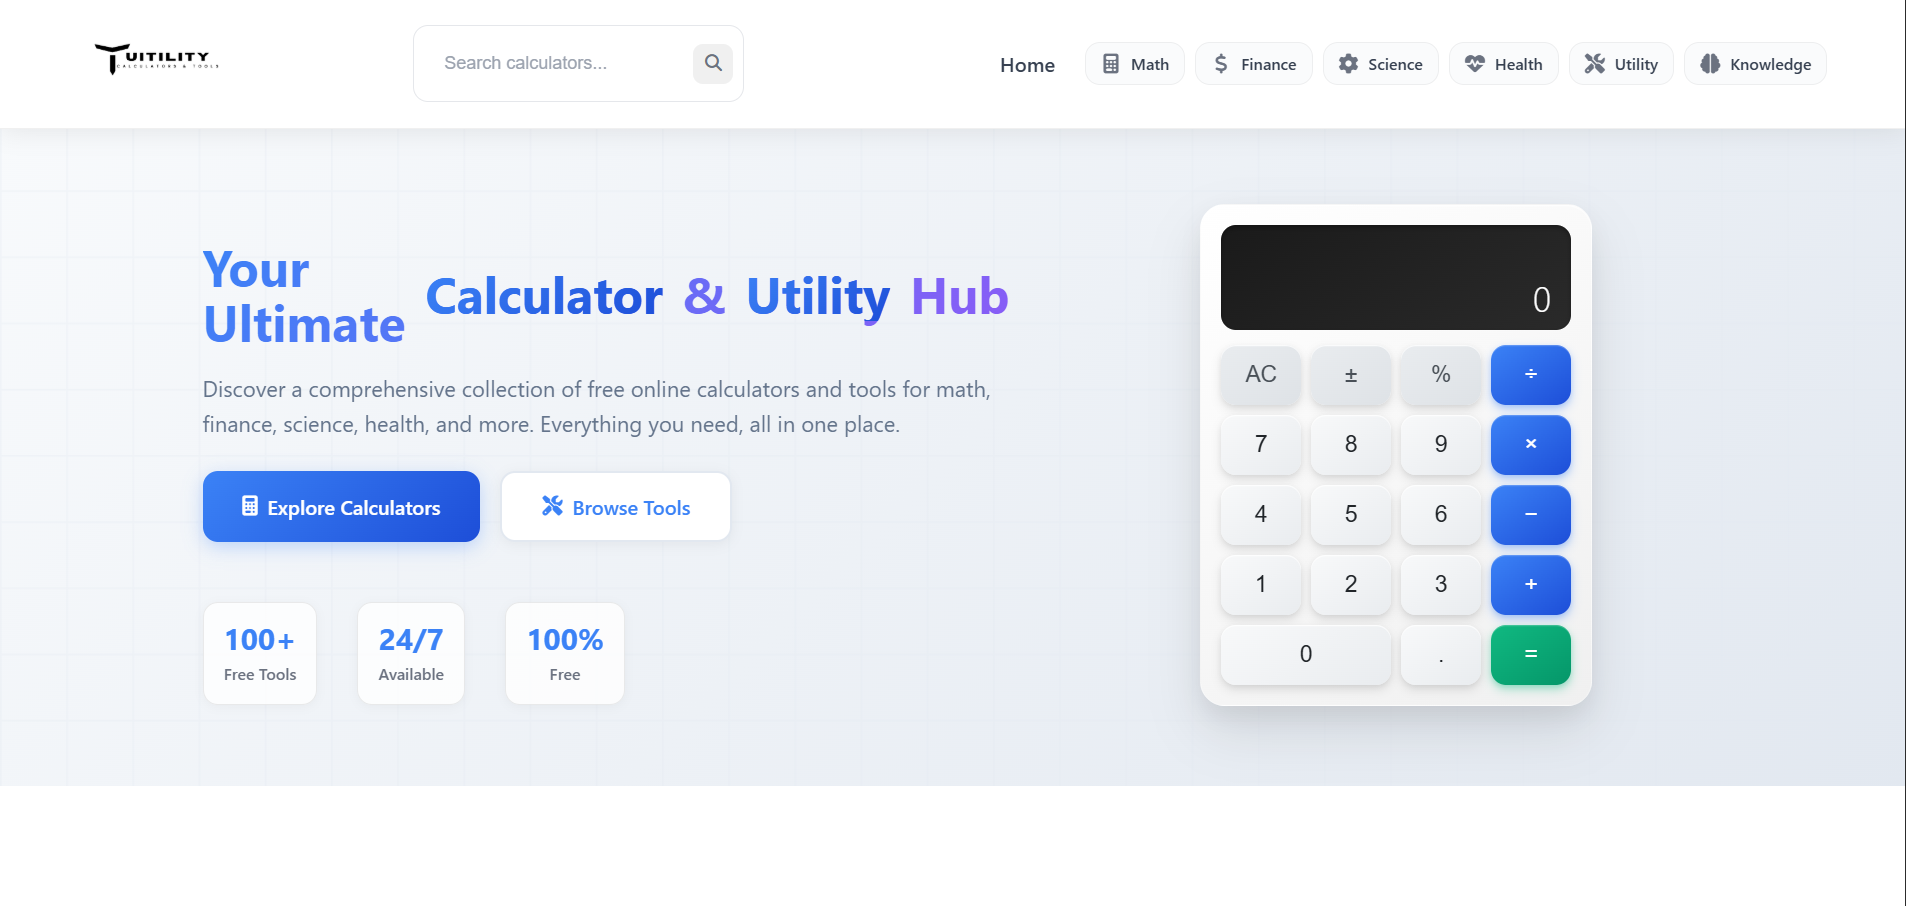 TUITILITY
CALCULATORS & TOOLS
Search calculators...
Home
Math
Finance
Science
Health
Utility
Knowledge
Your
Ultimate
Calculator & Utility Hub
Discover a comprehensive collection of free online calculators and tools for math,
finance, science, health, and more. Everything you need, all in one place.
Explore Calculators
Browse Tools
100+
Free Tools
24/7
Available
100%
Free
0
AC ± % ÷
7 8 9 ×
4 5 6 −
1 2 3 +
0 . =